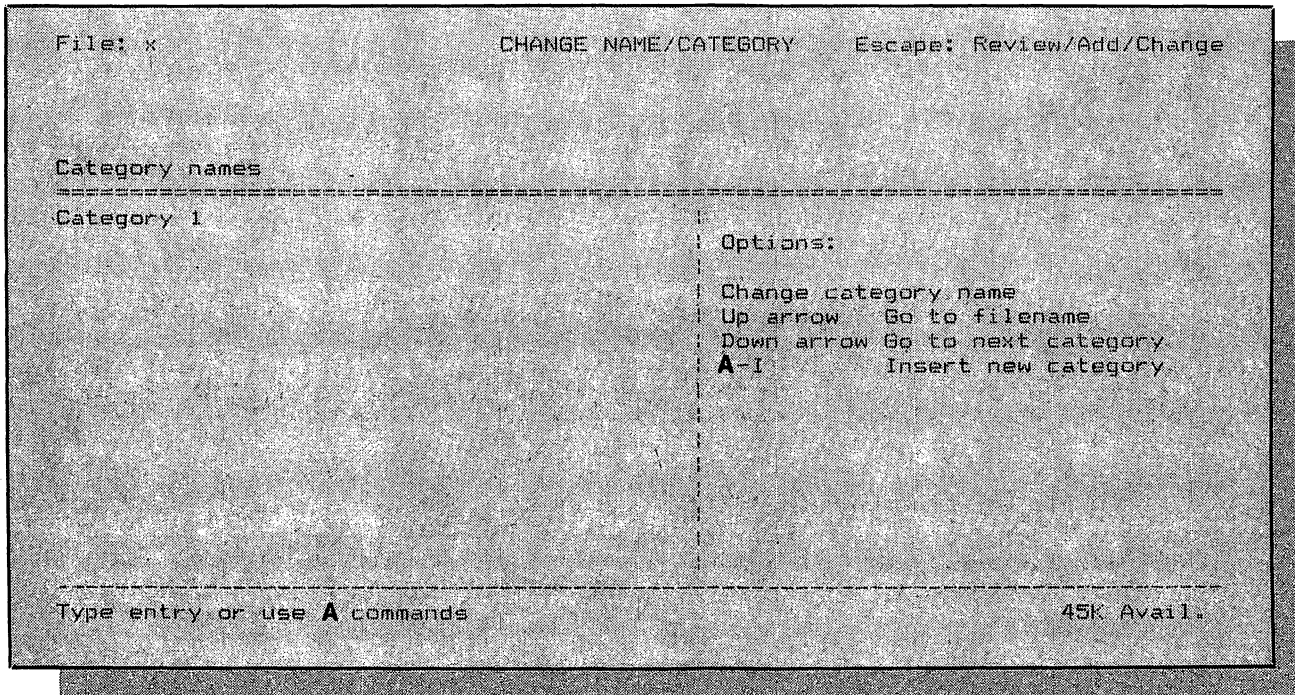 File: x CHANGE NAME/CATEGORY Escape: Review/Add/Change
Category names
================================================================================
Category 1
Options:
Change category name
Up arrow Go to filename
Down arrow Go to next category
A-I Insert new category
--------------------------------------------------------------------------------
Type entry or use A commands 45K Avail.